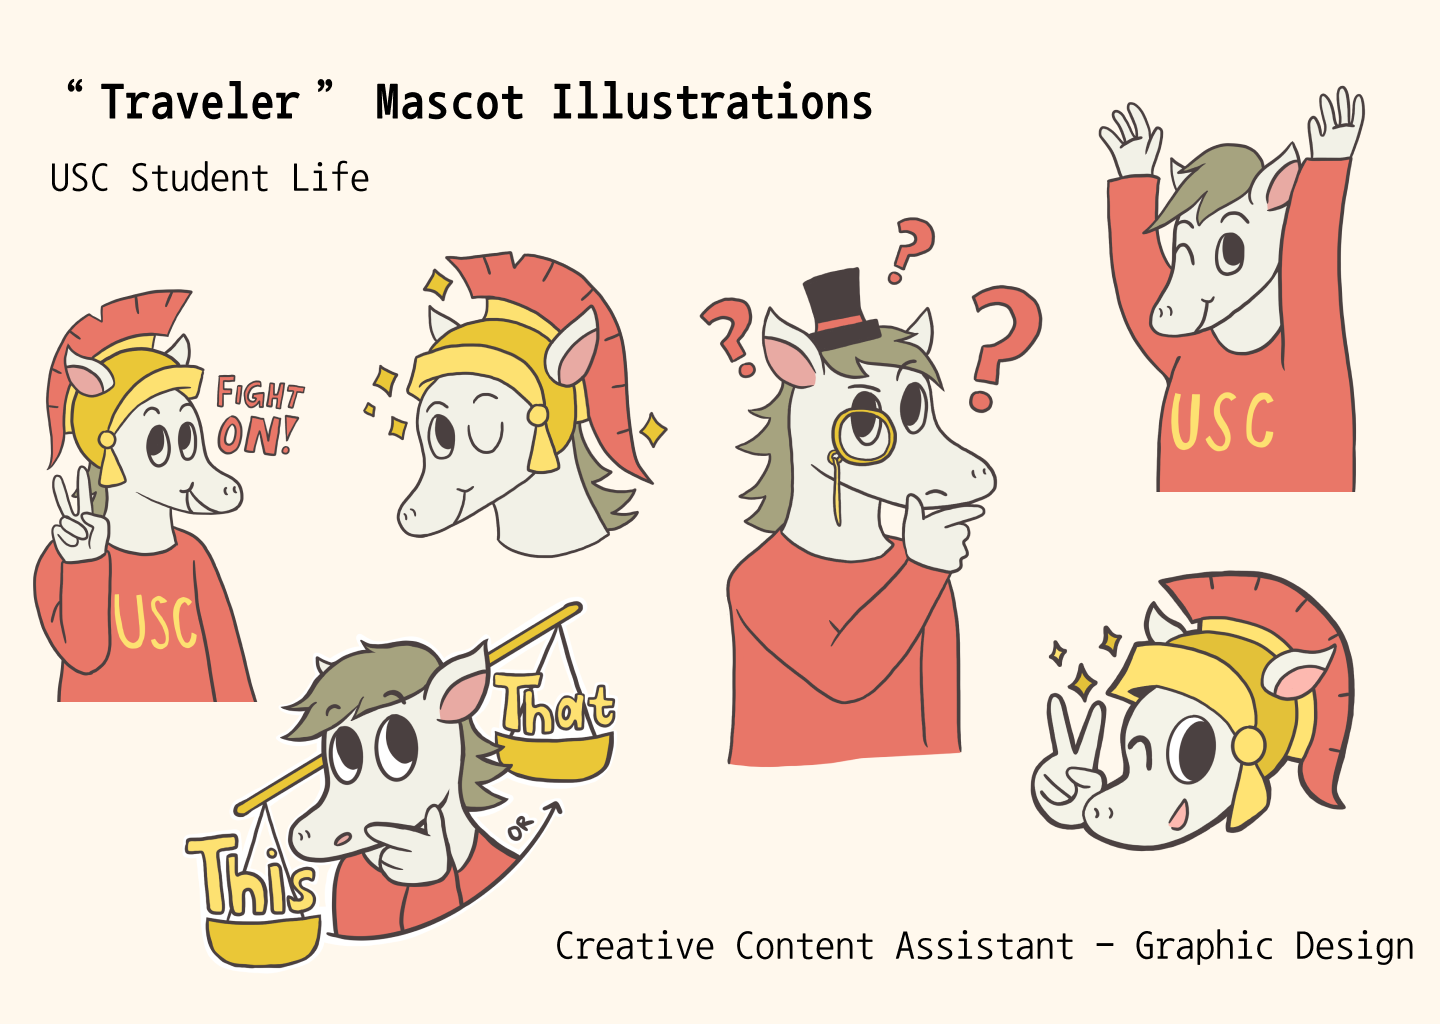 “Traveler” Mascot Illustrations
USC Student Life
FIGHT
ON!
USC
USC
That
OR
This
Creative Content Assistant – Graphic Design